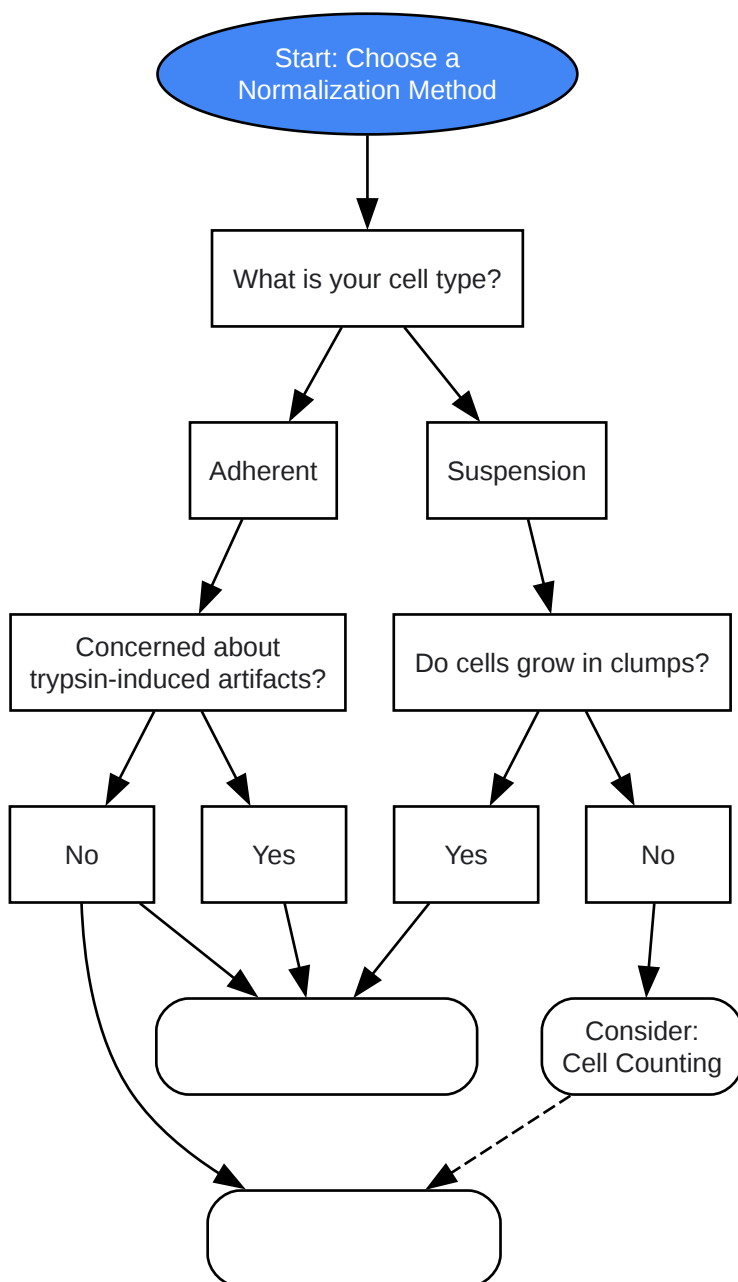 Start: Choose a
Normalization Method
What is your cell type?
Adherent
Suspension
Concerned about
trypsin-induced artifacts?
Do cells grow in clumps?
No
Yes
Yes
No
Consider:
Cell Counting